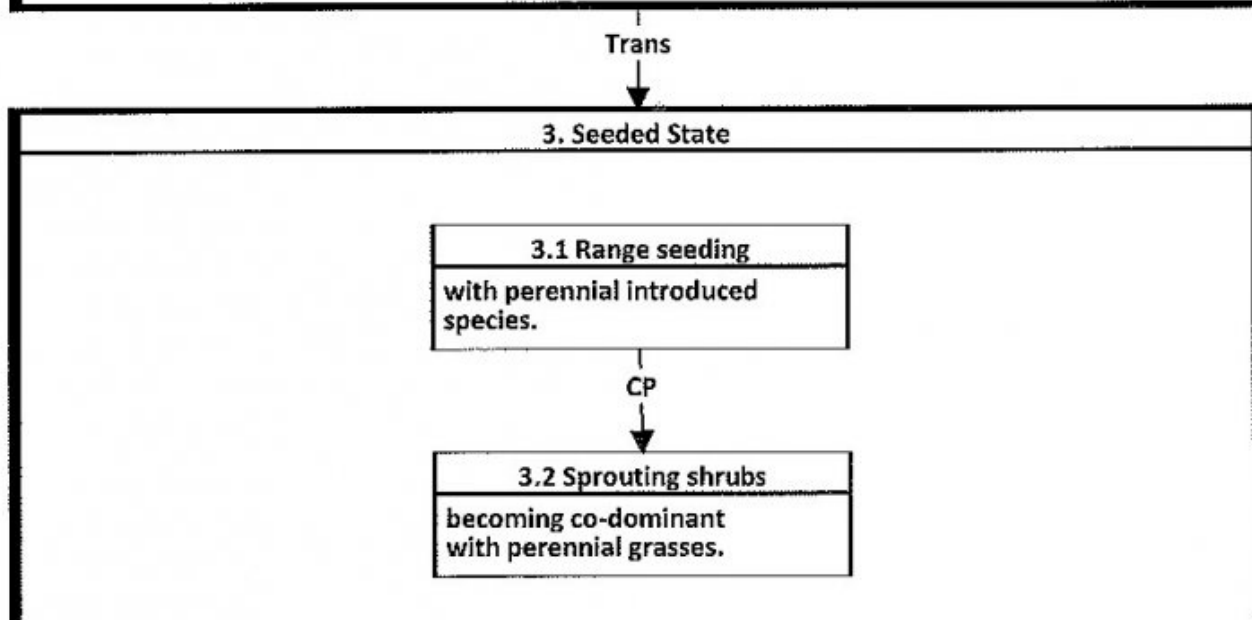 Trans
3. Seeded State
3.1 Range seeding
with perennial introduced
species.
CP
3.2 Sprouting shrubs
becoming co-dominant
with perennial grasses.